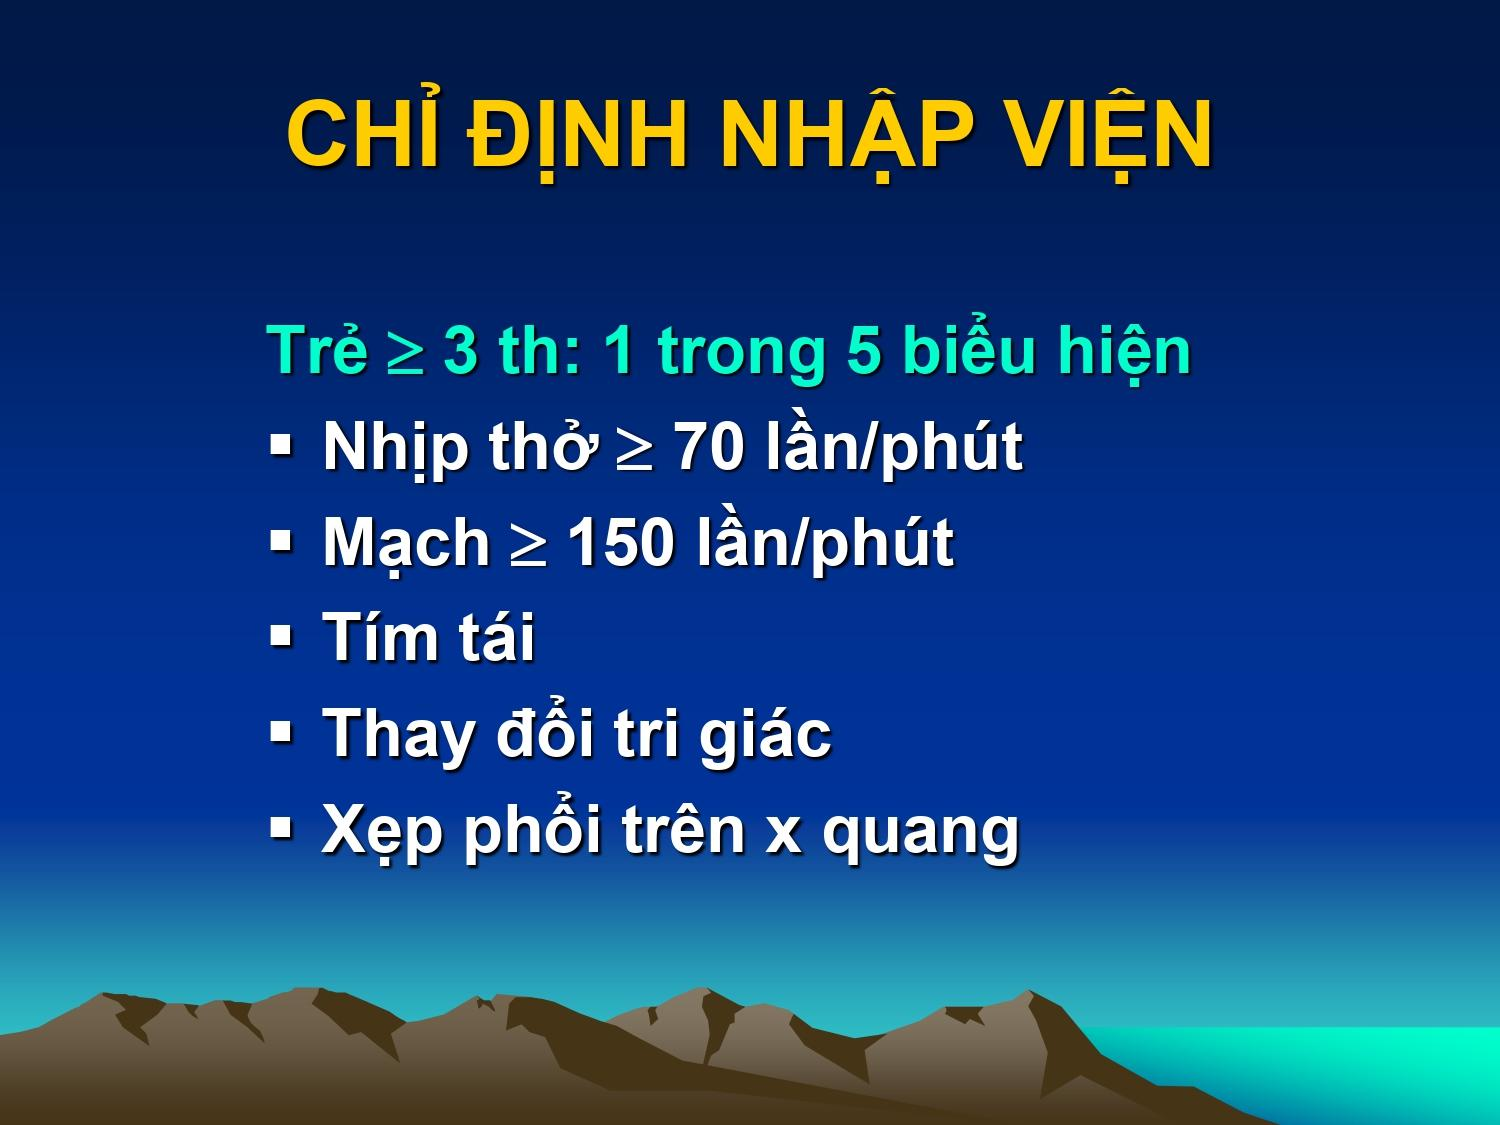 CHỈ ĐỊNH NHẬP VIỆN
Trẻ ≥ 3 th: 1 trong 5 biểu hiện
▪ Nhịp thở ≥ 70 lần/phút
▪ Mạch ≥ 150 lần/phút
▪ Tím tái
▪ Thay đổi tri giác
▪ Xẹp phổi trên x quang